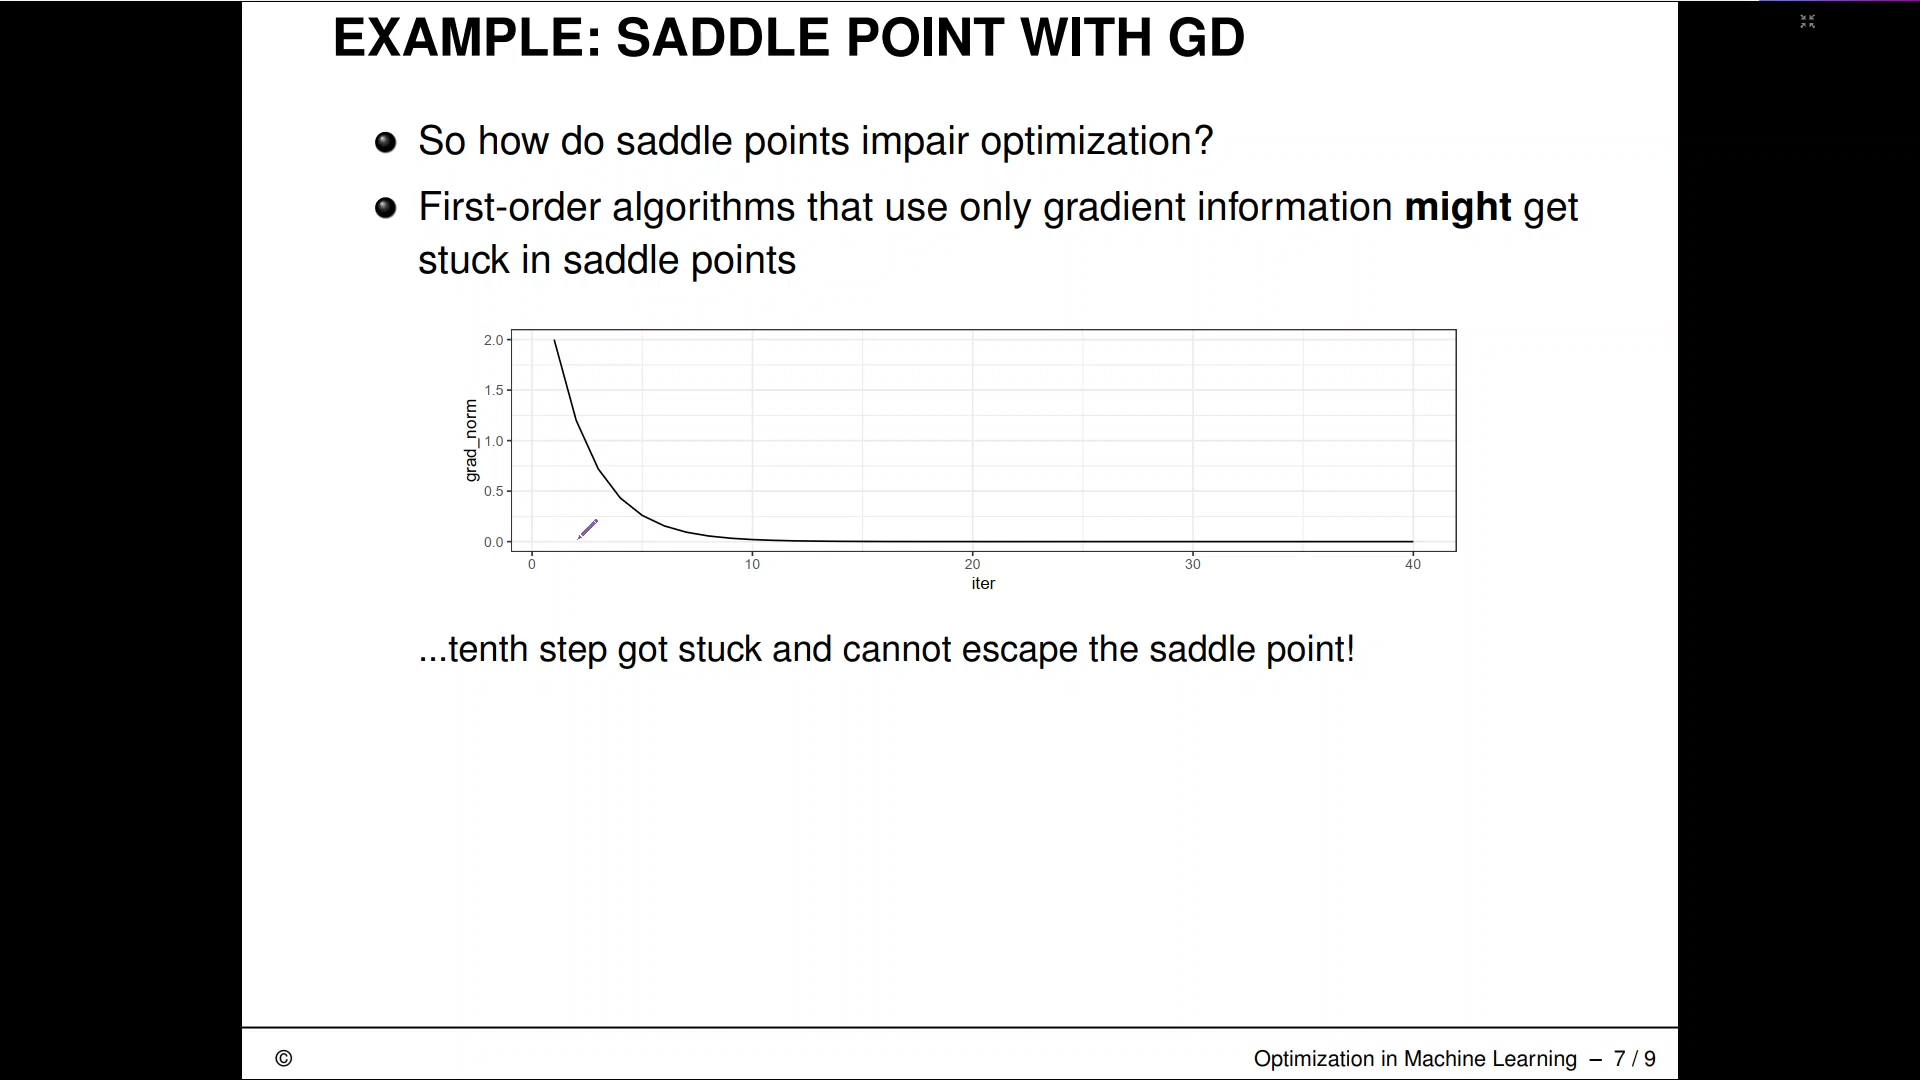 EXAMPLE: SADDLE POINT WITH GD
So how do saddle points impair optimization?
First-order algorithms that use only gradient information might get
stuck in saddle points
2.0
1.5
1.0
0.5
0.0
grad_norm
0 10 20 30 40
iter
...tenth step got stuck and cannot escape the saddle point!
© Optimization in Machine Learning – 7 / 9